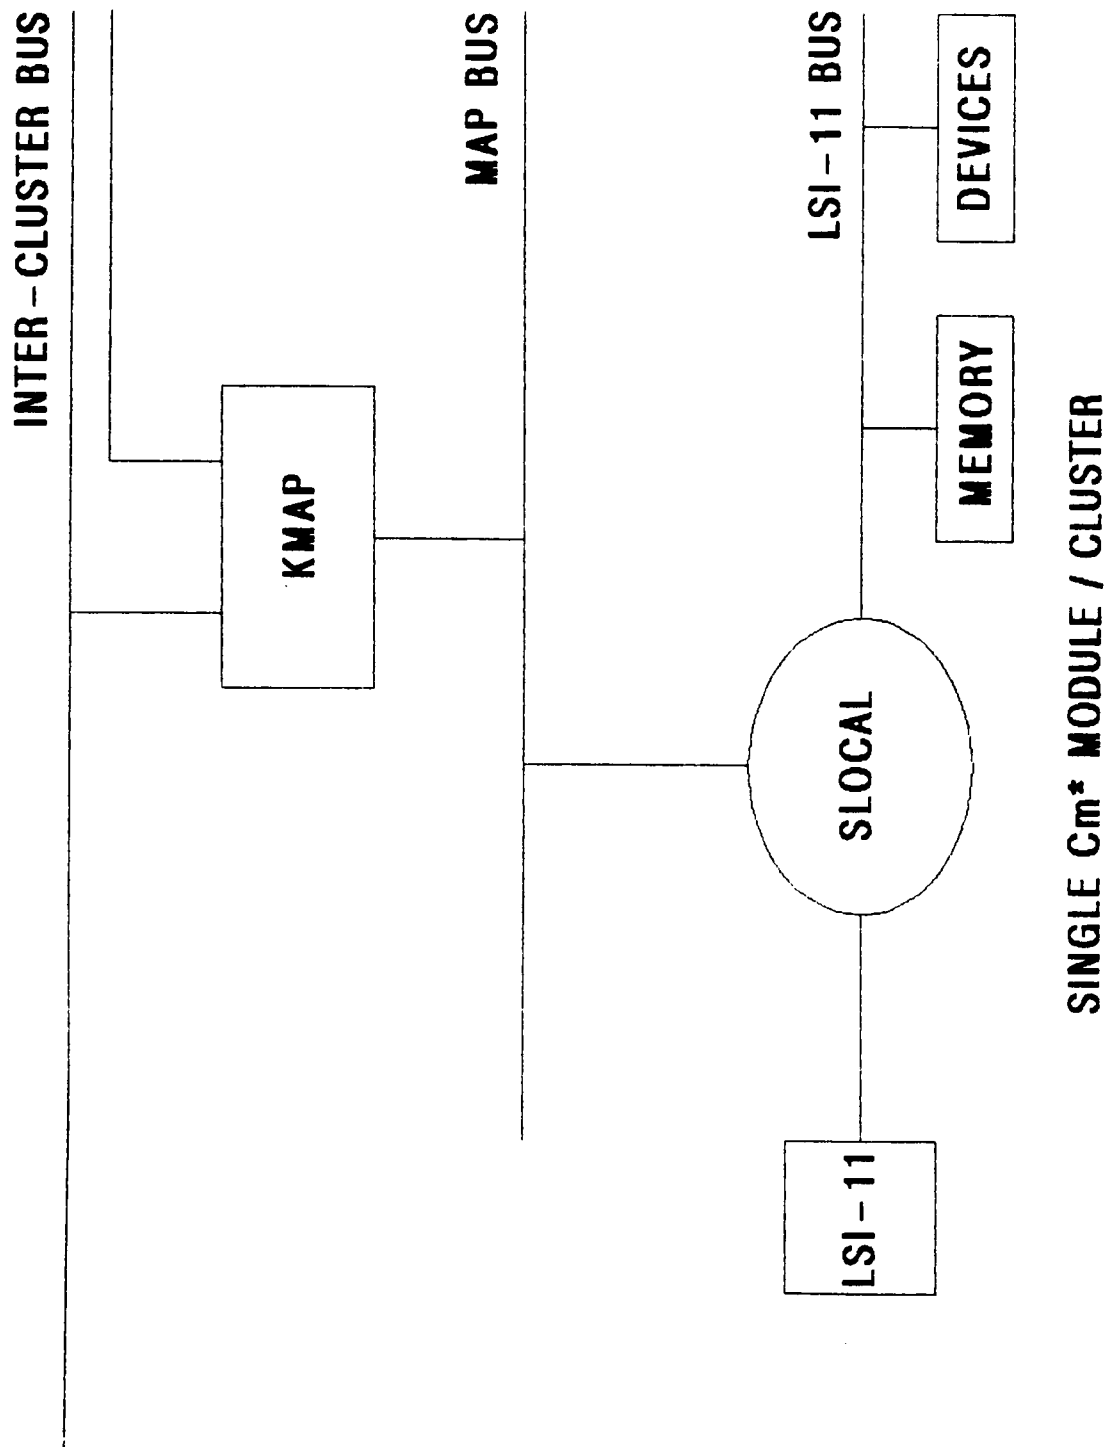 INTER-CLUSTER BUS
KMAP
MAP BUS
SLOCAL
LSI-11
LSI-11 BUS
MEMORY
DEVICES
SINGLE Cm* MODULE / CLUSTER